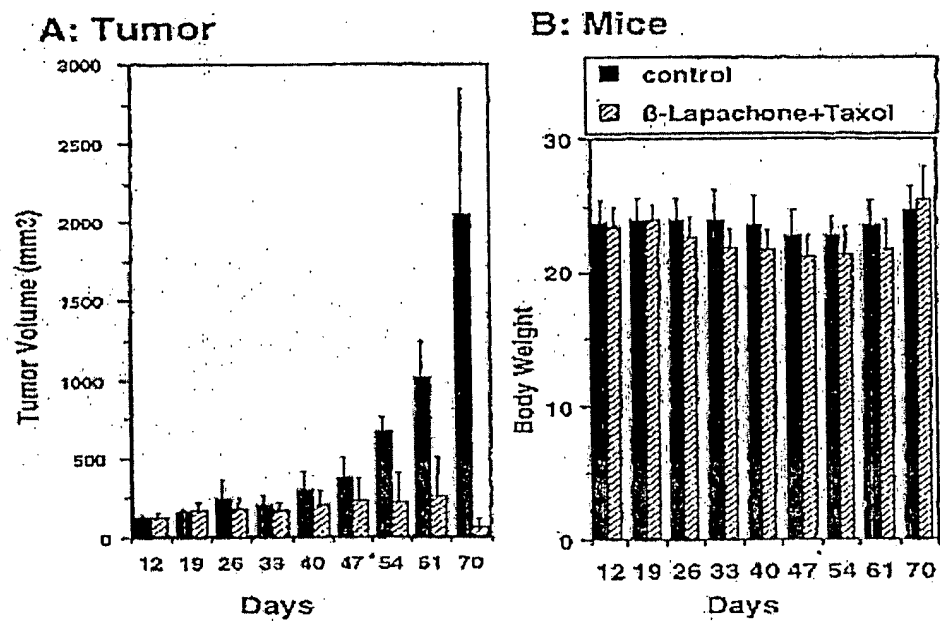 A: Tumor
3000
2500
2000
1500
1000
500
0
Tumor Volume (mm3)
12 19 26 33 40 47 54 61 70
Days
B: Mice
control
ß-Lapachone+Taxol
30
20
10
0
Body Weight
12 19 26 33 40 47 54 61 70
Days